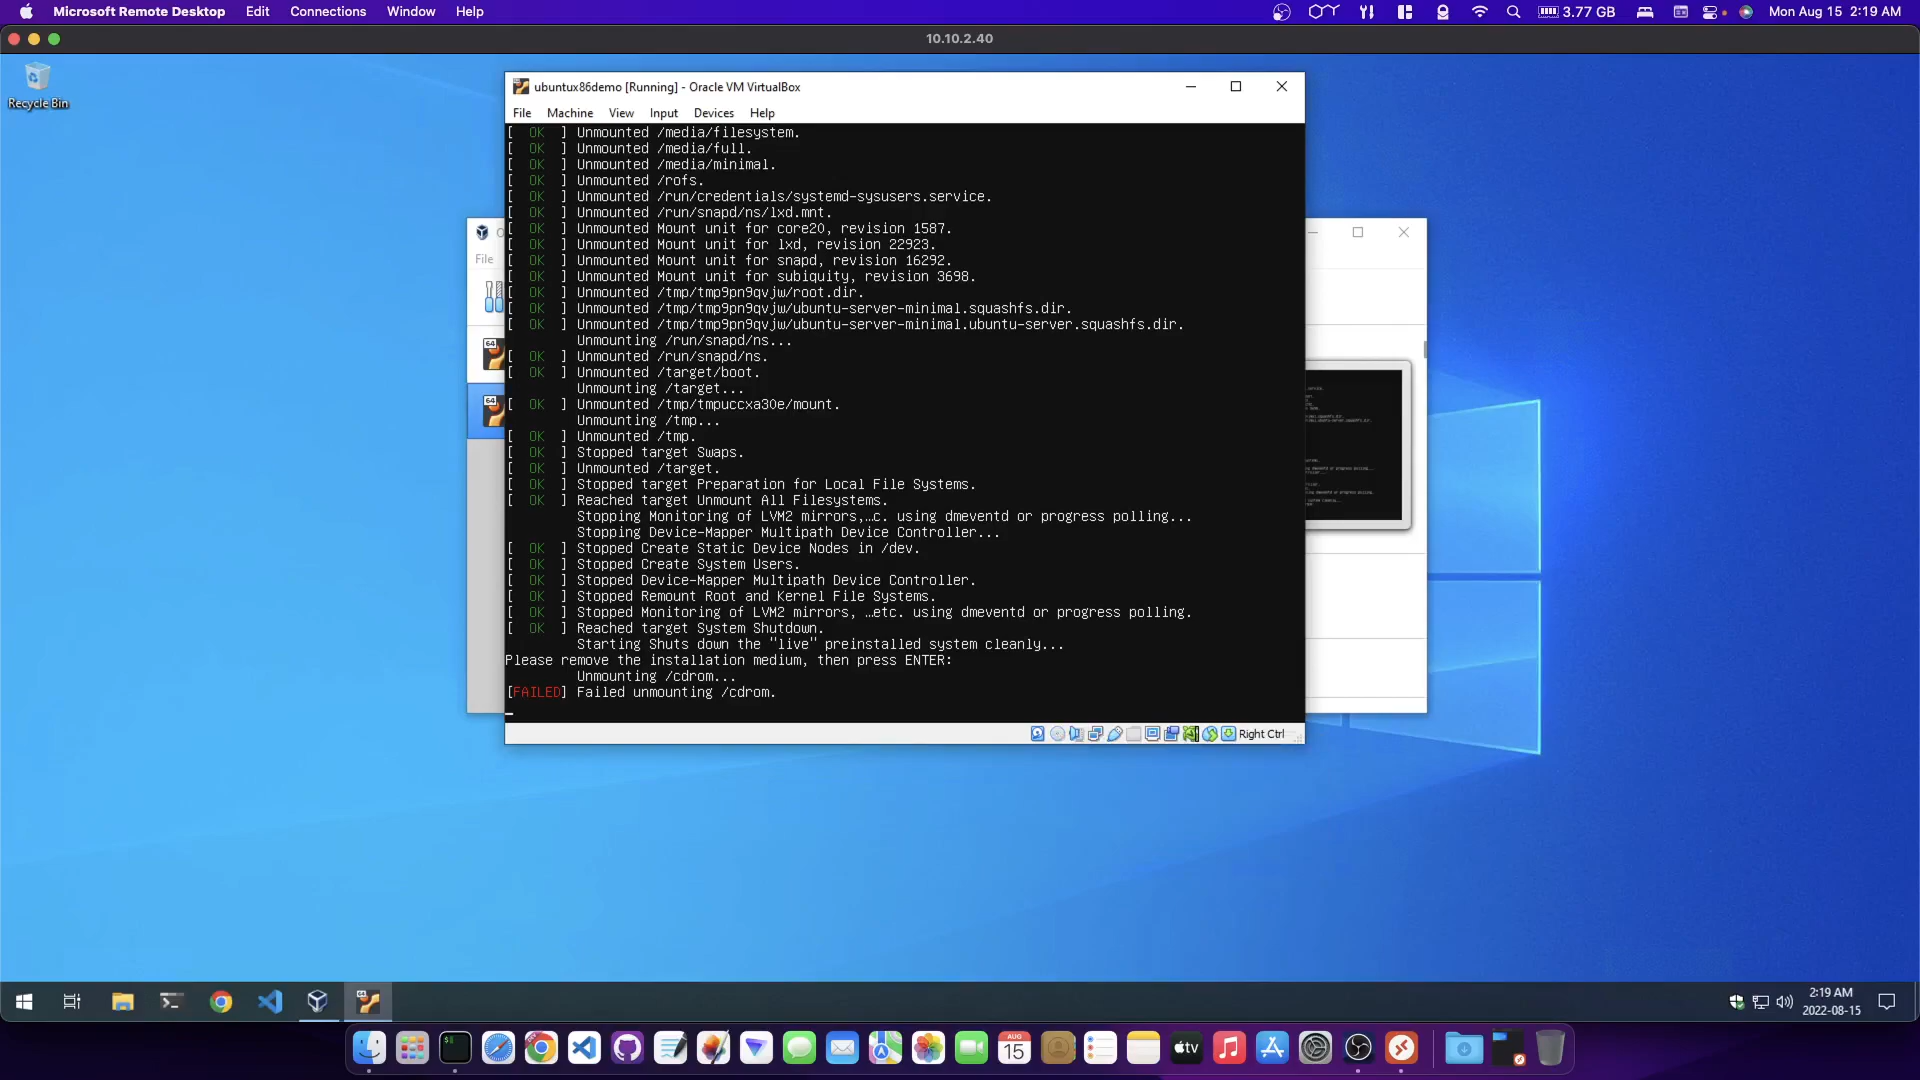 Microsoft Remote Desktop Edit Connections Window Help
3.77 GB Mon Aug 15 2:19 AM
10.10.2.40
Recycle Bin
ubuntux86demo [Running] - Oracle VM VirtualBox
File Machine View Input Devices Help
[  OK  ] Unmounted /media/filesystem.
[  OK  ] Unmounted /media/full.
[  OK  ] Unmounted /media/minimal.
[  OK  ] Unmounted /rofs.
[  OK  ] Unmounted /run/credentials/systemd-sysusers.service.
[  OK  ] Unmounted /run/snapd/ns/lxd.mnt.
[  OK  ] Unmounted Mount unit for core20, revision 1587.
[  OK  ] Unmounted Mount unit for lxd, revision 22923.
[  OK  ] Unmounted Mount unit for snapd, revision 16292.
[  OK  ] Unmounted Mount unit for subiquity, revision 3698.
[  OK  ] Unmounted /tmp/tmp9pn9qvjw/root.dir.
[  OK  ] Unmounted /tmp/tmp9pn9qvjw/ubuntu-server-minimal.squashfs.dir.
[  OK  ] Unmounted /tmp/tmp9pn9qvjw/ubuntu-server-minimal.ubuntu-server.squashfs.dir.
Unmounting /run/snapd/ns...
[  OK  ] Unmounted /run/snapd/ns.
[  OK  ] Unmounted /target/boot.
Unmounting /target...
[  OK  ] Unmounted /tmp/tmpuccxa30e/mount.
Unmounting /tmp...
[  OK  ] Unmounted /tmp.
[  OK  ] Stopped target Swaps.
[  OK  ] Unmounted /target.
[  OK  ] Stopped target Preparation for Local File Systems.
[  OK  ] Reached target Unmount All Filesystems.
Stopping Monitoring of LVM2 mirrors,…c. using dmeventd or progress polling...
Stopping Device-Mapper Multipath Device Controller...
[  OK  ] Stopped Create Static Device Nodes in /dev.
[  OK  ] Stopped Create System Users.
[  OK  ] Stopped Device-Mapper Multipath Device Controller.
[  OK  ] Stopped Remount Root and Kernel File Systems.
[  OK  ] Stopped Monitoring of LVM2 mirrors, …etc. using dmeventd or progress polling.
[  OK  ] Reached target System Shutdown.
Starting Shuts down the "live" preinstalled system cleanly...
Please remove the installation medium, then press ENTER:
Unmounting /cdrom...
[FAILED] Failed unmounting /cdrom.
Right Ctrl
File
64
64
2:19 AM
2022-08-15
AUG
15
tv